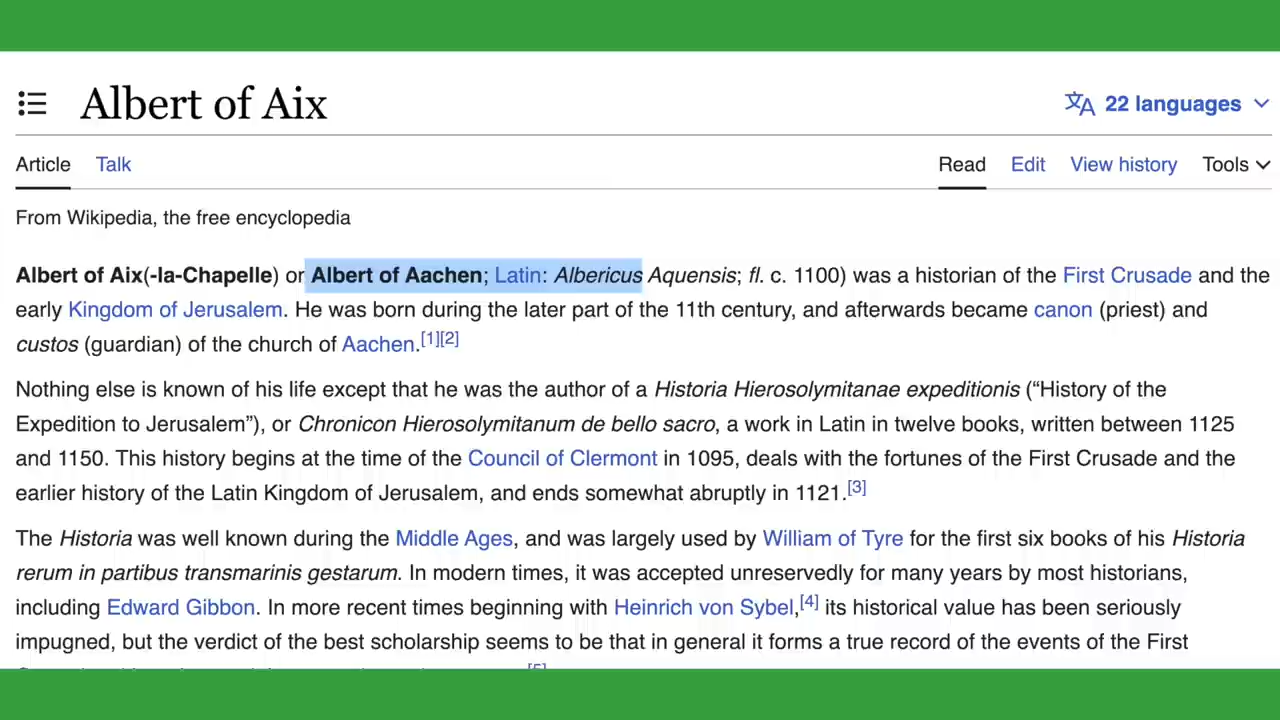 Albert of Aix
22 languages
Article Talk Read Edit View history Tools
From Wikipedia, the free encyclopedia
Albert of Aix(-la-Chapelle) or Albert of Aachen; Latin: Albericus Aquensis; fl. c. 1100) was a historian of the First Crusade and the
early Kingdom of Jerusalem. He was born during the later part of the 11th century, and afterwards became canon (priest) and
custos (guardian) of the church of Aachen.[1][2]
Nothing else is known of his life except that he was the author of a Historia Hierosolymitanae expeditionis (“History of the
Expedition to Jerusalem”), or Chronicon Hierosolymitanum de bello sacro, a work in Latin in twelve books, written between 1125
and 1150. This history begins at the time of the Council of Clermont in 1095, deals with the fortunes of the First Crusade and the
earlier history of the Latin Kingdom of Jerusalem, and ends somewhat abruptly in 1121.[3]
The Historia was well known during the Middle Ages, and was largely used by William of Tyre for the first six books of his Historia
rerum in partibus transmarinis gestarum. In modern times, it was accepted unreservedly for many years by most historians,
including Edward Gibbon. In more recent times beginning with Heinrich von Sybel,[4] its historical value has been seriously
impugned, but the verdict of the best scholarship seems to be that in general it forms a true record of the events of the First